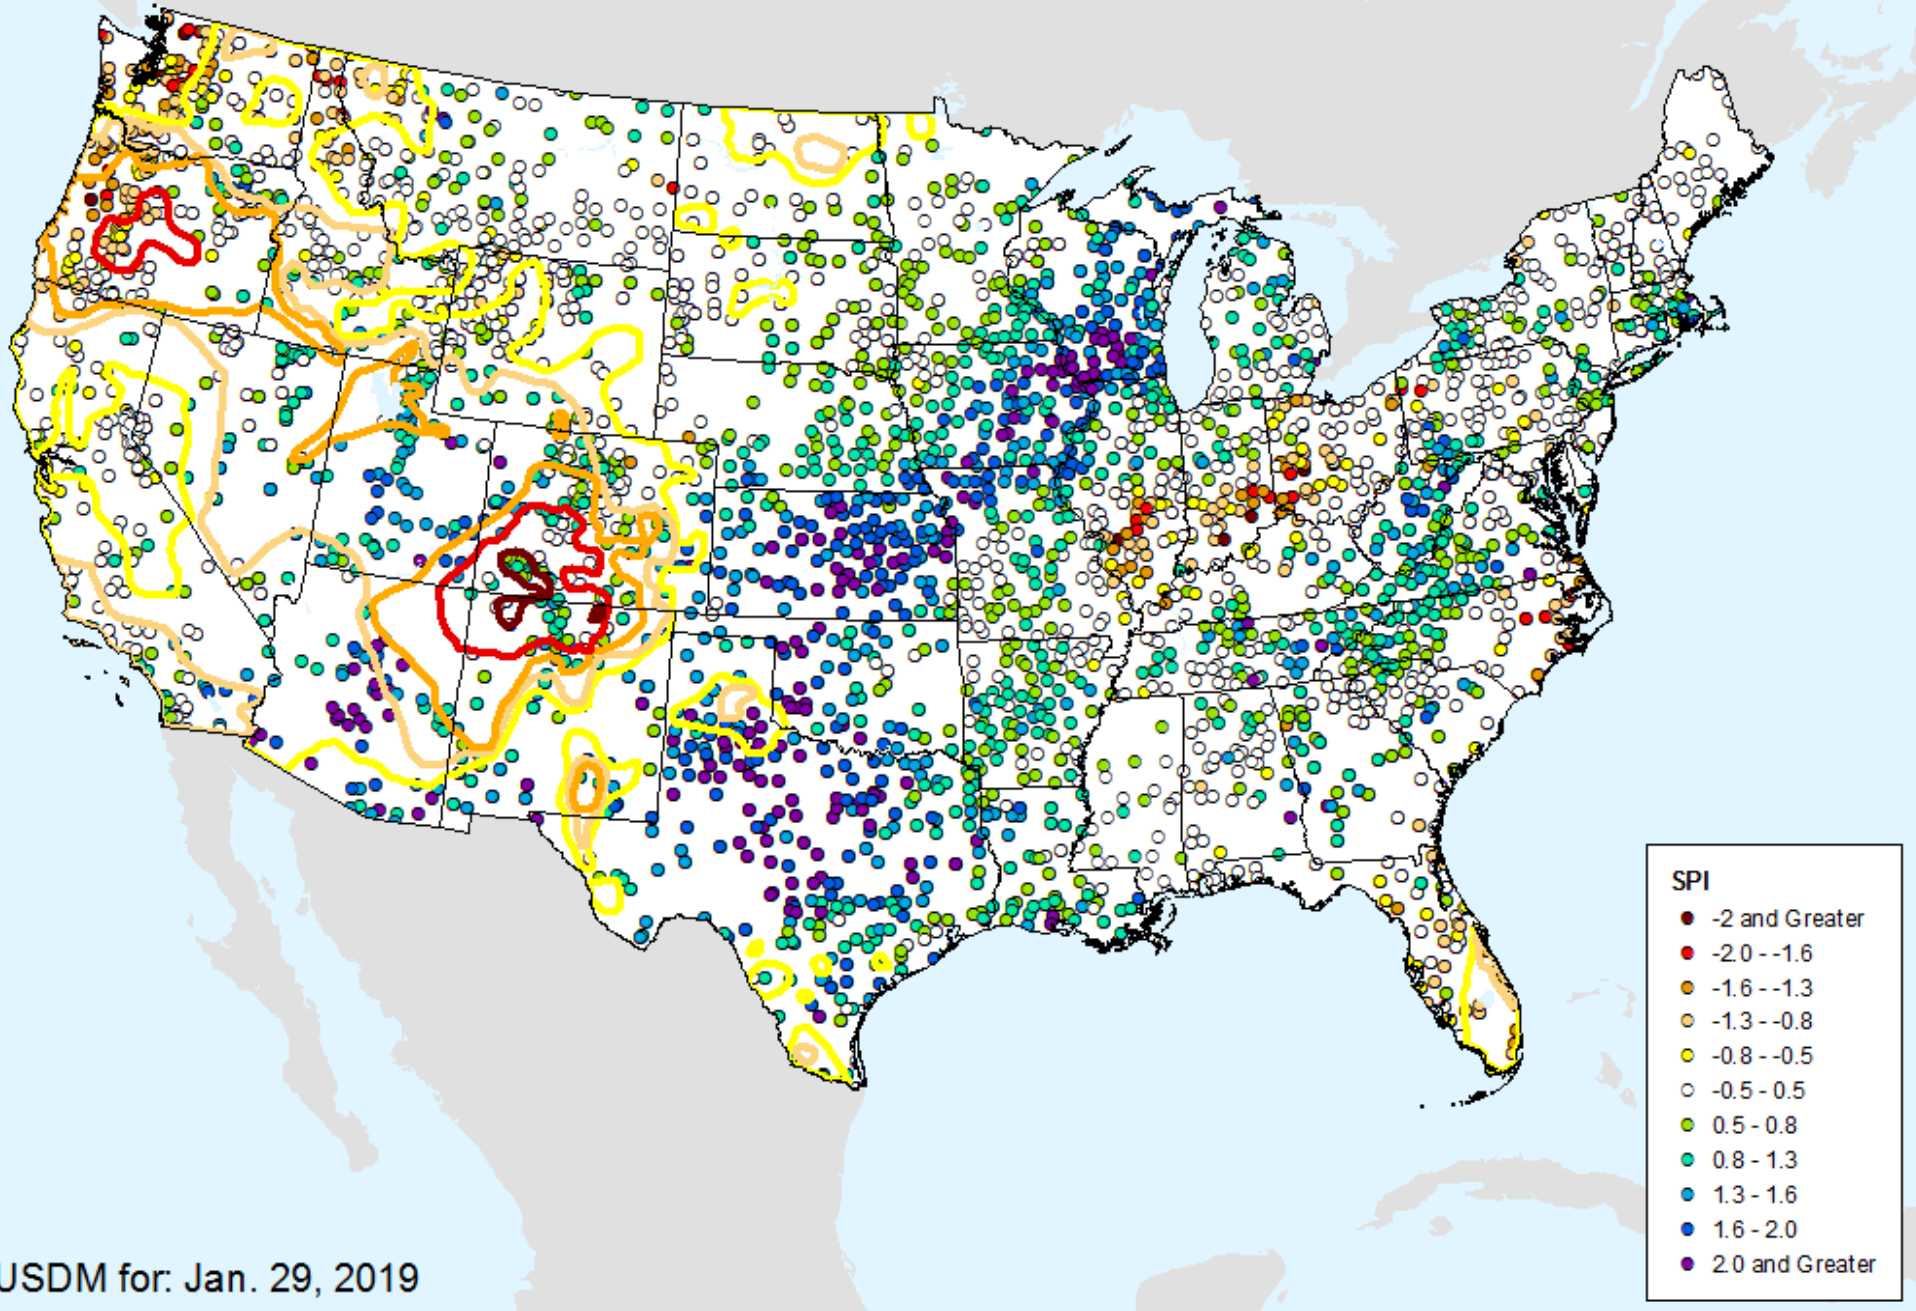 SPI
-2 and Greater
-2.0 - -1.6
-1.6 - -1.3
-1.3 - -0.8
-0.8 - -0.5
-0.5 - 0.5
0.5 - 0.8
0.8 - 1.3
1.3 - 1.6
1.6 - 2.0
2.0 and Greater
USDM for: Jan. 29, 2019